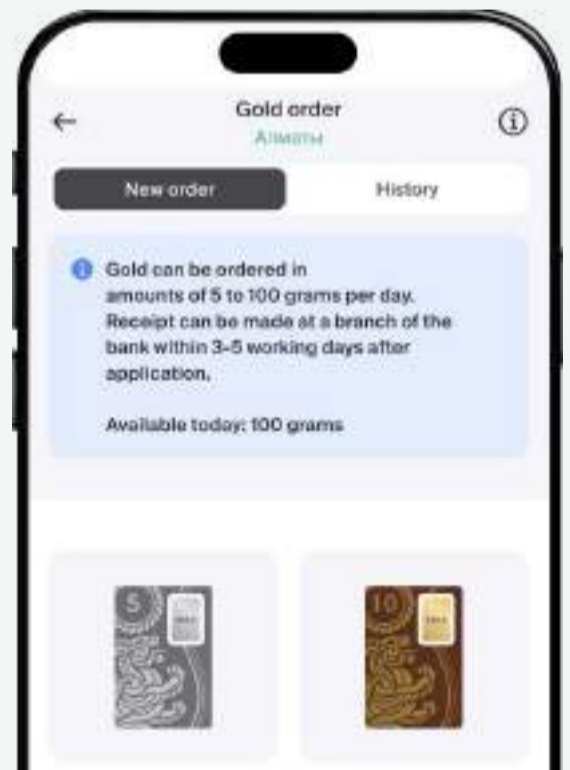 Gold order
Алматы
New order
History
Gold can be ordered in
amounts of 5 to 100 grams per day.
Receipt can be made at a branch of the
bank within 3-5 working days after
application.
Available today: 100 grams
5
10